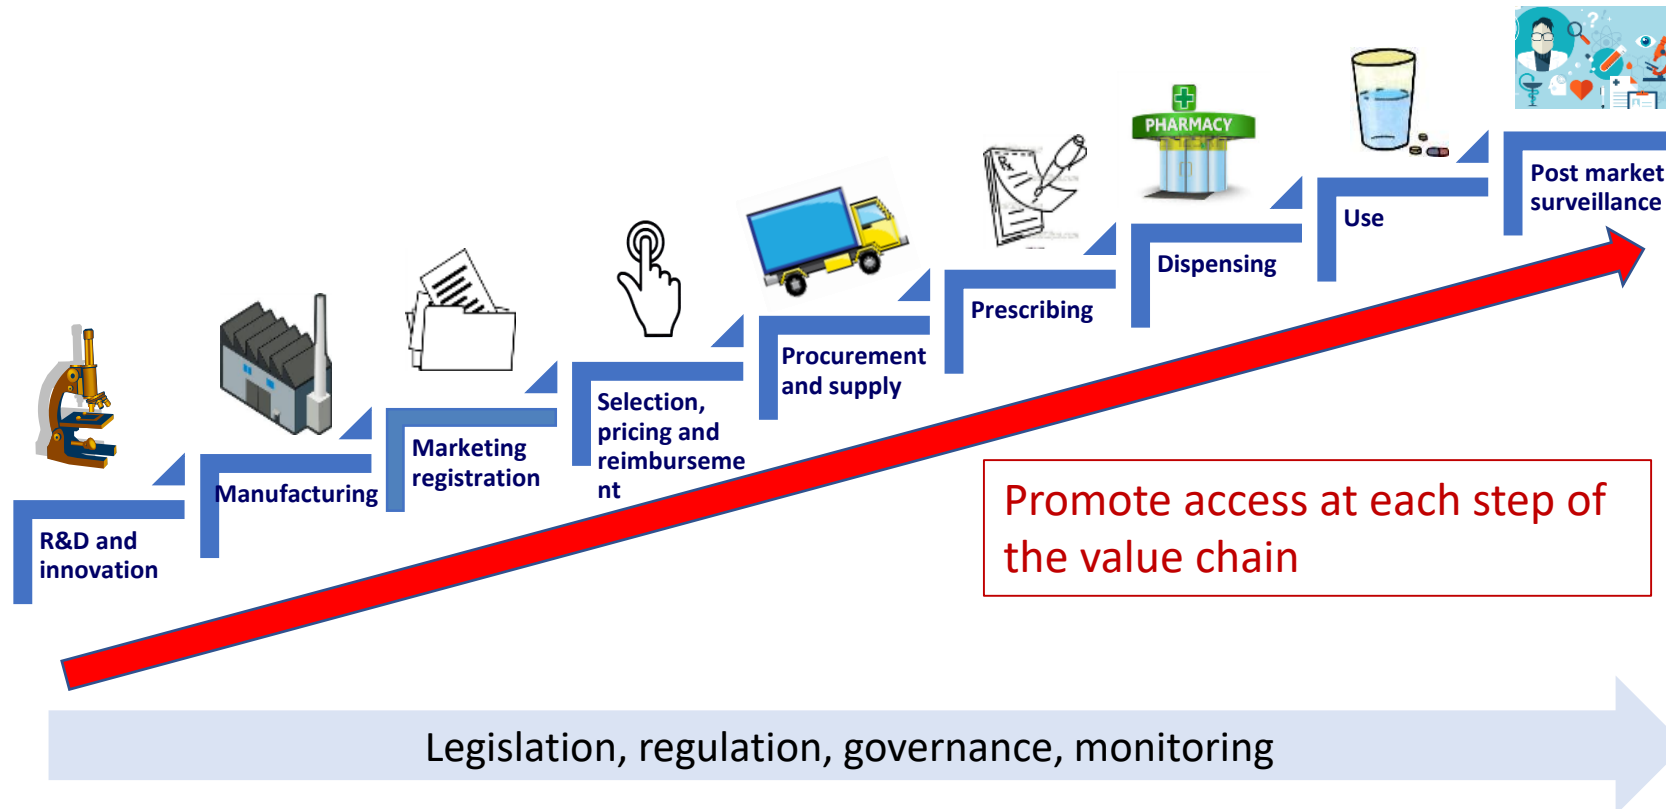 PHARMACY
Rx
Post market
surveillance
Use
Dispensing
Prescribing
Procurement
and supply
Selection,
pricing and
reimburseme
nt
Marketing
registration
Manufacturing
R&D and
innovation
Promote access at each step of
the value chain
Legislation, regulation, governance, monitoring